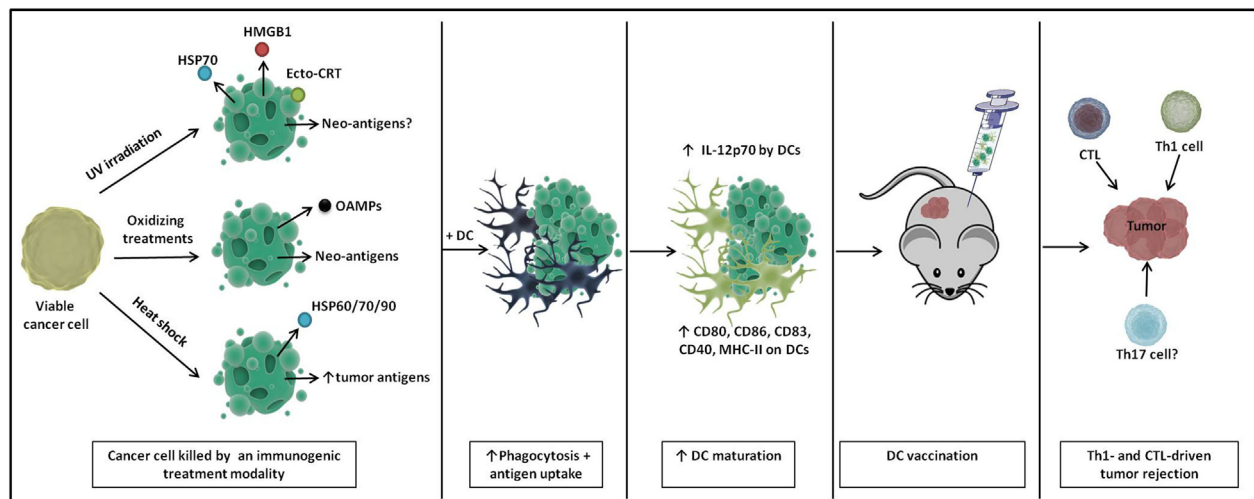 HMGB1
HSP70
Ecto-CRT
Neo-antigens?
UV irradiation
Oxidizing
treatments
OAMPs
Neo-antigens
Viable
cancer cell
Heat shock
HSP60/70/90
↑tumor antigens
Cancer cell killed by an immunogenic
treatment modality
+ DC
↑Phagocytosis +
antigen uptake
↑ IL-12p70 by DCs
↑ CD80, CD86, CD83,
CD40, MHC-II on DCs
↑ DC maturation
DC vaccination
CTL
Th1 cell
Tumor
Th17 cell?
Th1- and CTL-driven
tumor rejection